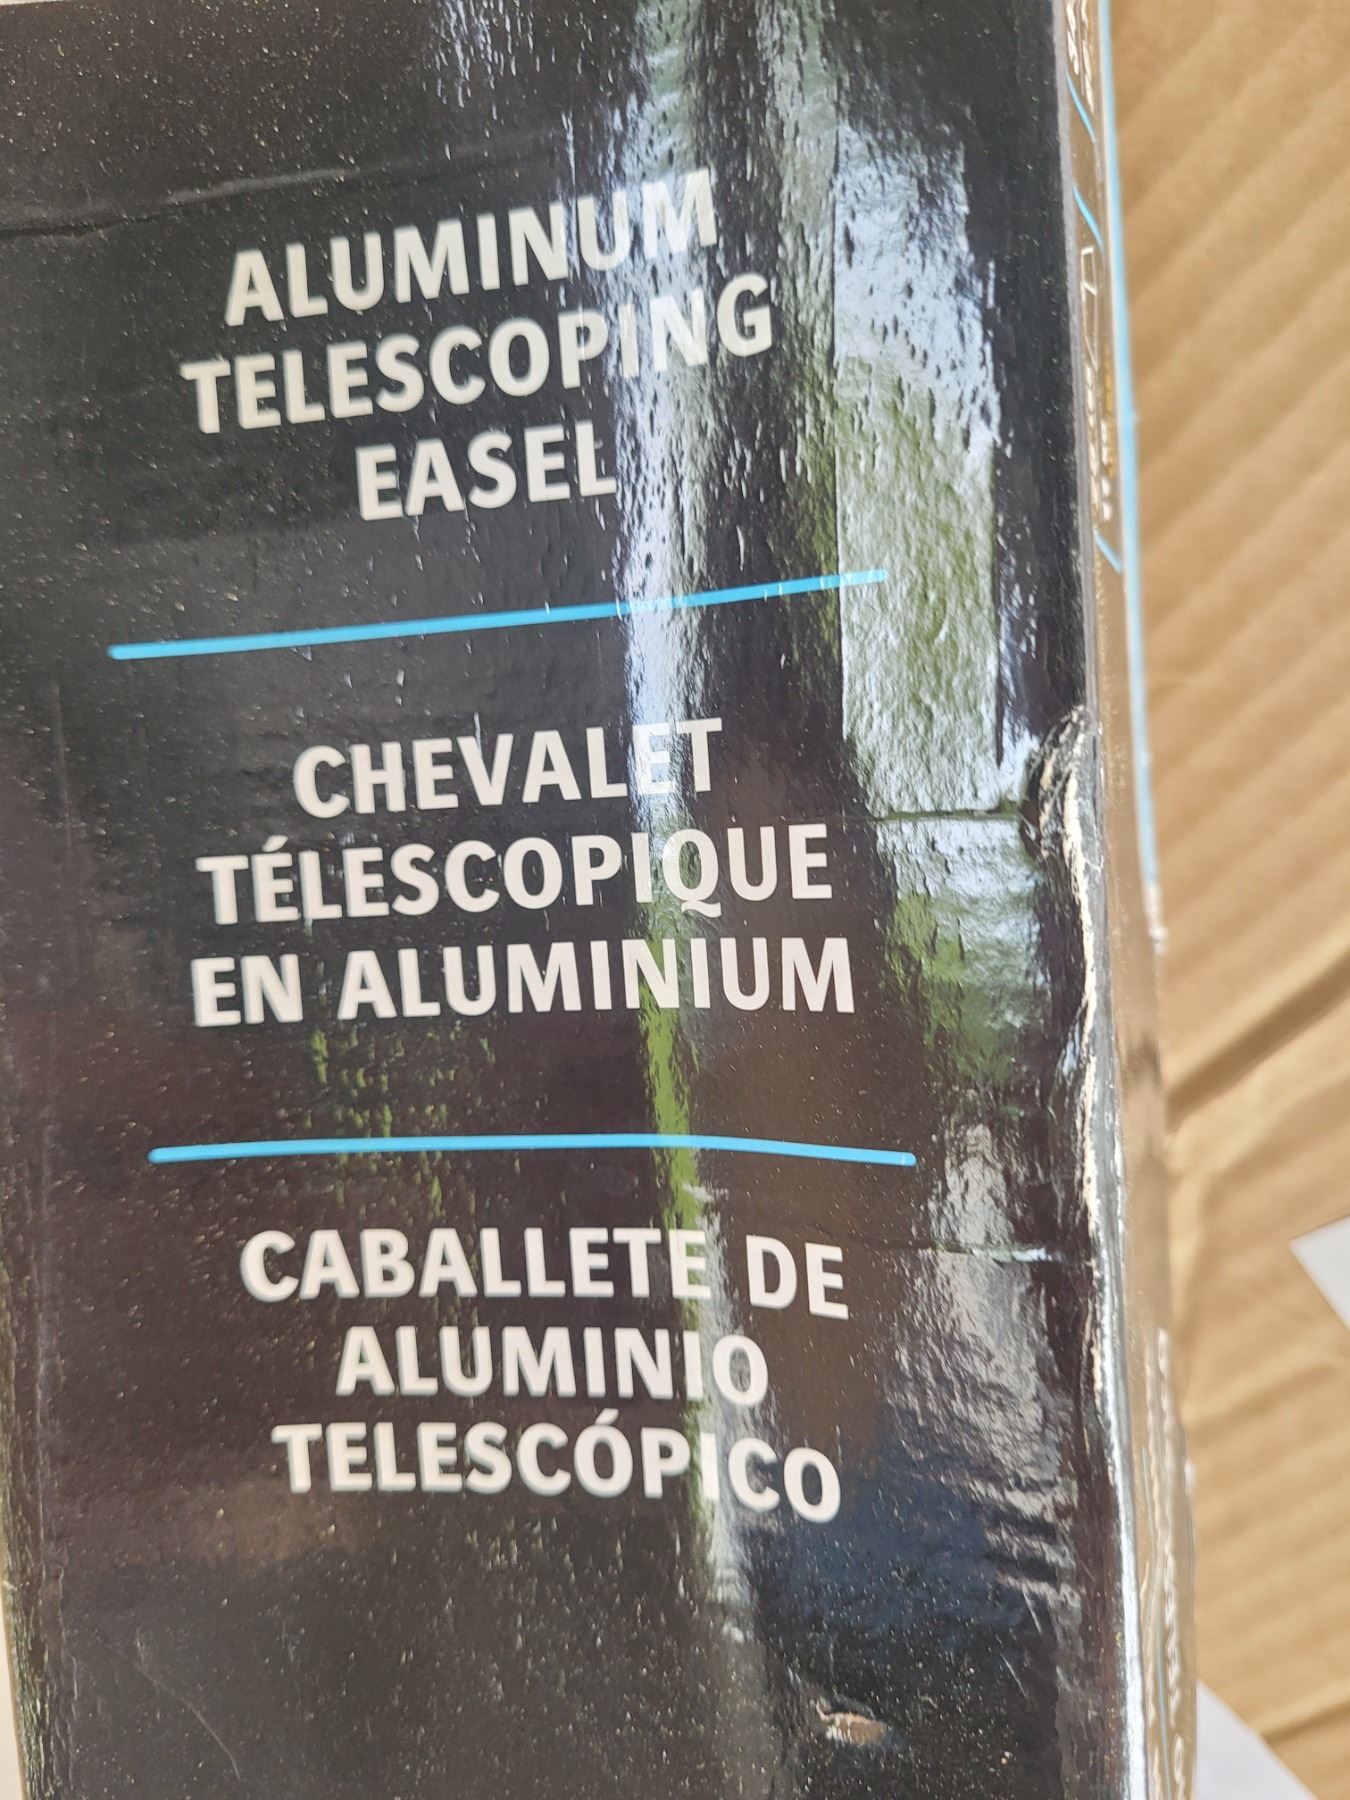 ALUMINUM
TELESCOPING
EASEL
CHEVALET
TÉLESCOPIQUE
EN ALUMINIUM
CABALLETE DE
ALUMINIO
TELESCÓPICO